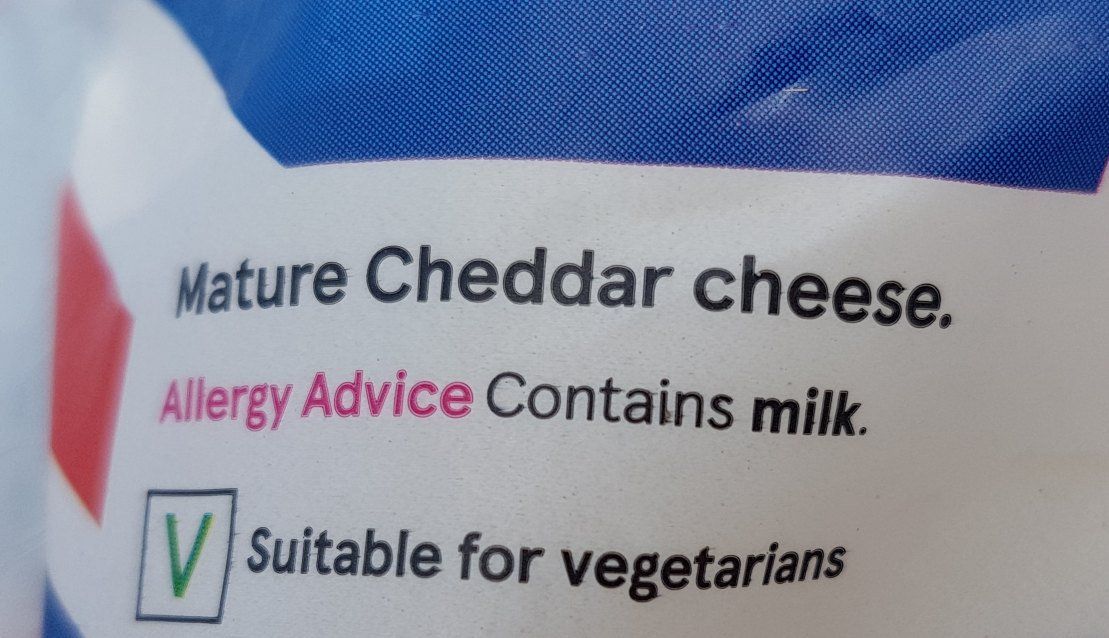 Mature Cheddar cheese.
Allergy Advice Contains milk.
V Suitable for vegetarians